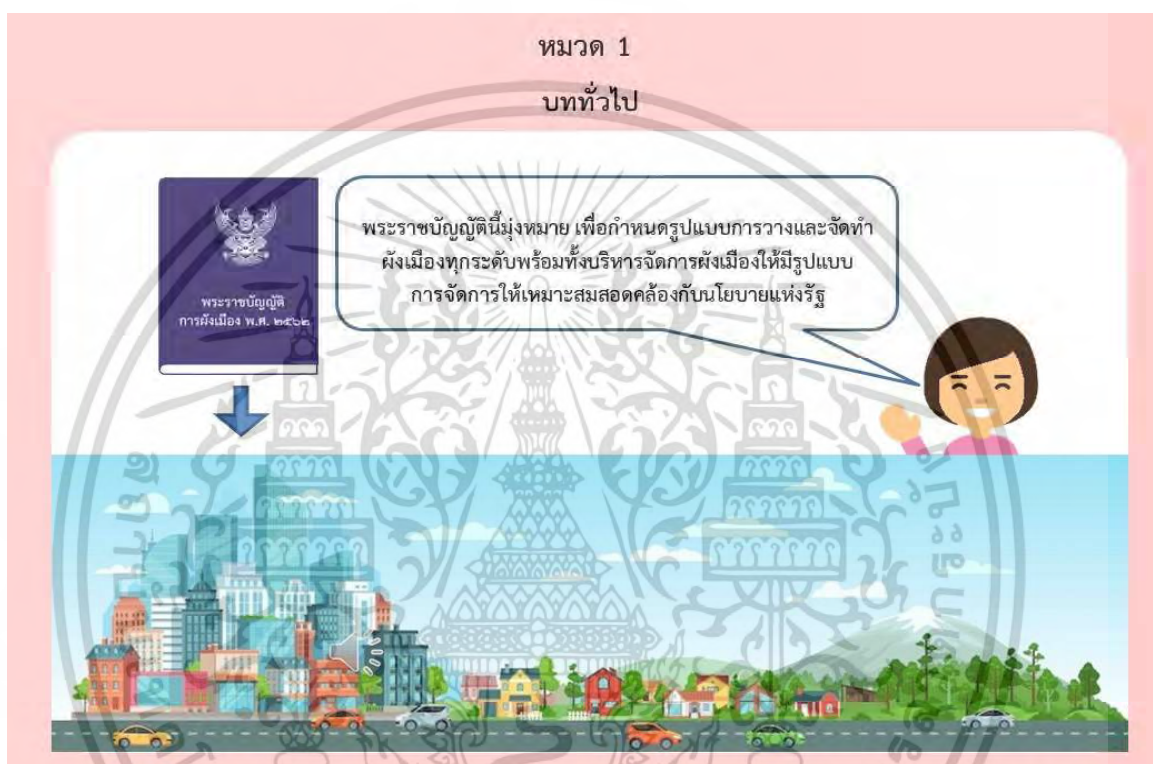 หมวด 1
บททั่วไป
พระราชบัญญัติ
การผังเมือง พ.ศ. ๒๕๖๒
พระราชบัญญัตินี้มุ่งหมาย เพื่อกำหนดรูปแบบการวางและจัดทำ
ผังเมืองทุกระดับพร้อมทั้งบริหารจัดการผังเมืองให้มีรูปแบบ
การจัดการให้เหมาะสมสอดคล้องกับนโยบายแห่งรัฐ